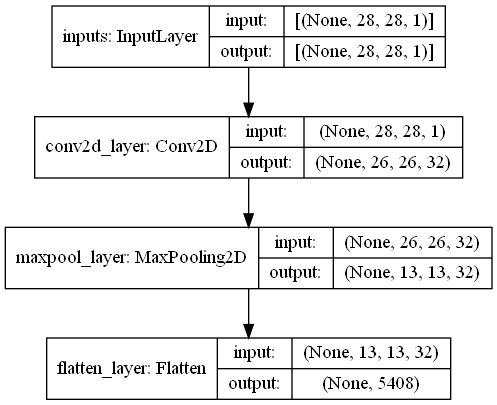 inputs: InputLayer
input:
[(None, 28, 28, 1)]
output:
[(None, 28, 28, 1)]
conv2d_layer: Conv2D
input:
(None, 28, 28, 1)
output:
(None, 26, 26, 32)
maxpool_layer: MaxPooling2D
input:
(None, 26, 26, 32)
output:
(None, 13, 13, 32)
flatten_layer: Flatten
input:
(None, 13, 13, 32)
output:
(None, 5408)